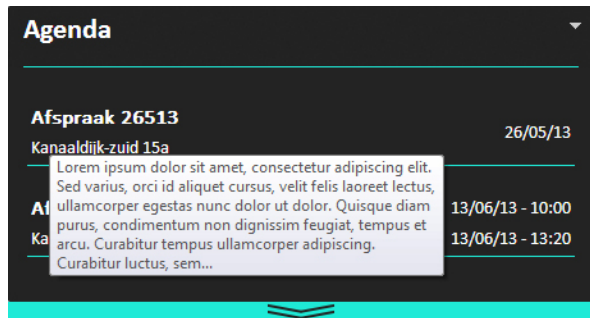 Agenda
Afspraak 26513
26/05/13
Kanaaldijk-zuid 15a
Lorem ipsum dolor sit amet, consectetur adipiscing elit.
Sed varius, orci id aliquet cursus, velit felis laoreet lectus,
ullamcorper egestas nunc dolor ut dolor. Quisque diam
purus, condimentum non dignissim feugiat, tempus et
arcu. Curabitur tempus ullamcorper adipiscing.
Curabitur luctus, sem...
13/06/13 - 10:00
13/06/13 - 13:20